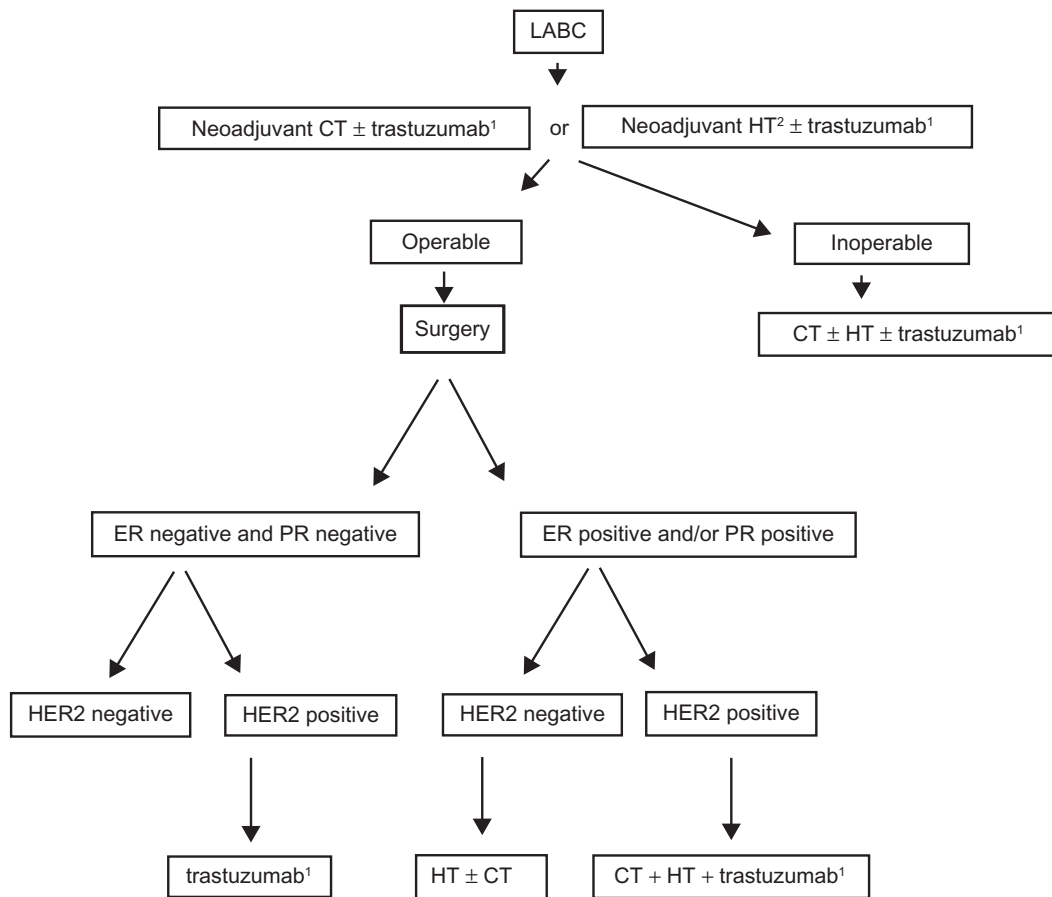 LABC
Neoadjuvant CT ± trastuzumab¹ or Neoadjuvant HT² ± trastuzumab¹
Operable
Inoperable
Surgery
CT ± HT ± trastuzumab¹
ER negative and PR negative
ER positive and/or PR positive
HER2 negative
HER2 positive
HER2 negative
HER2 positive
trastuzumab¹
HT ± CT
CT + HT + trastuzumab¹